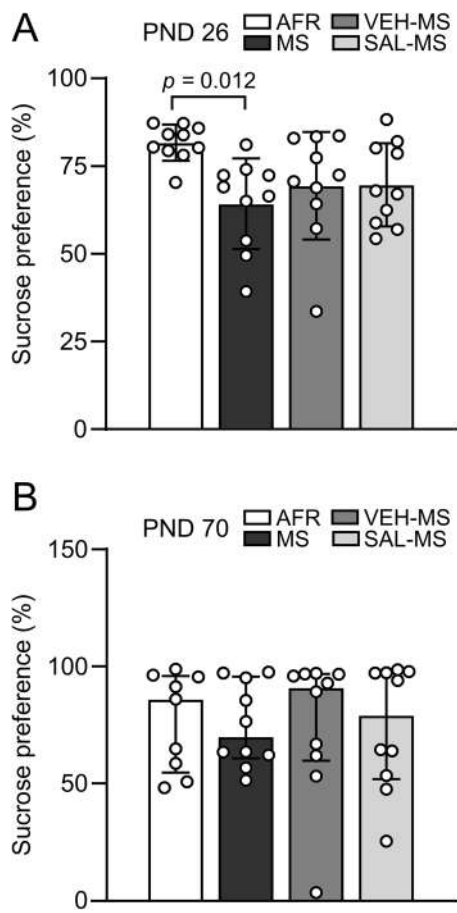 A
PND 26
AFR
VEH-MS
MS
SAL-MS
p = 0.012
Sucrose preference (%)
100
75
50
25
0
B
PND 70
AFR
VEH-MS
MS
SAL-MS
Sucrose preference (%)
150
100
50
0